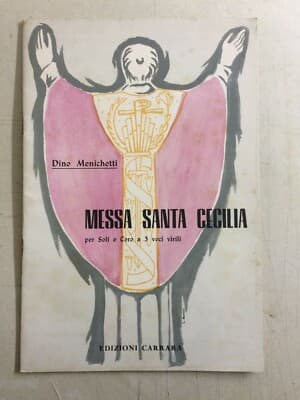 Dino Menichetti
MESSA SANTA CECILIA
per Soli e Coro a 3 voci virili
EDIZIONI CARRARA